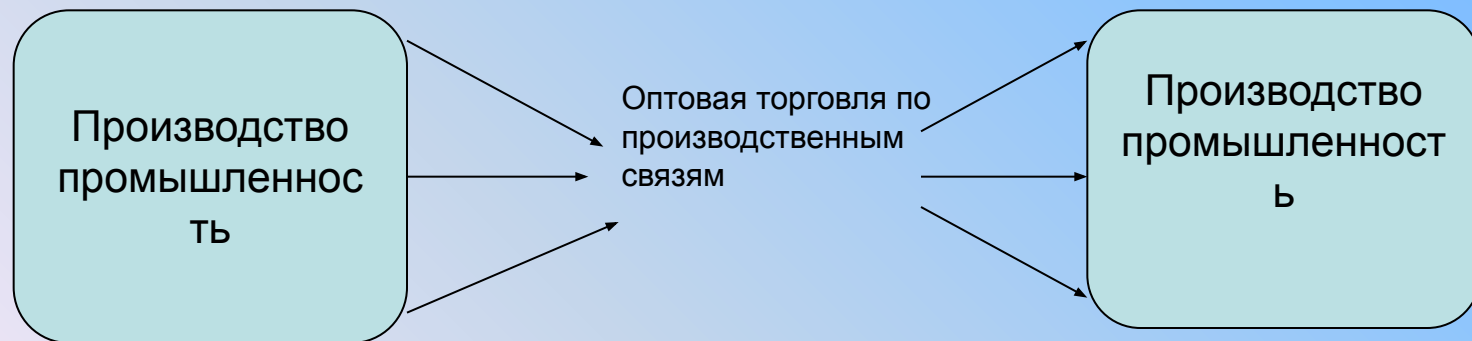 Производство
промышленнос
ть
Оптовая торговля по
производственным
связям
Производство
промышленност
ь